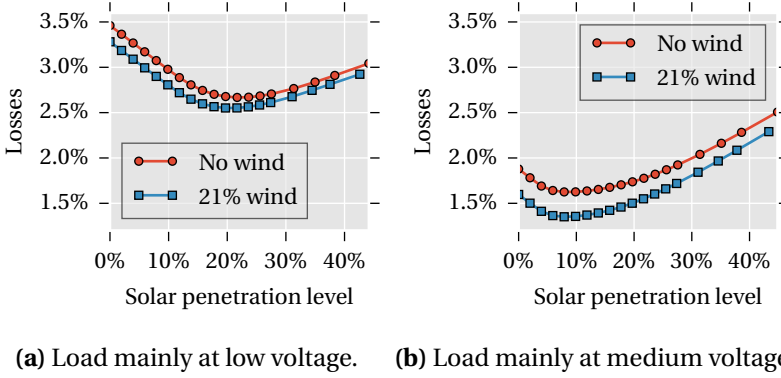 3.5%
3.0%
2.5%
2.0%
1.5%
Losses
No wind
21% wind
0% 10% 20% 30% 40%
Solar penetration level
(a) Load mainly at low voltage.
3.5%
3.0%
2.5%
2.0%
1.5%
Losses
No wind
21% wind
0% 10% 20% 30% 40%
Solar penetration level
(b) Load mainly at medium voltage